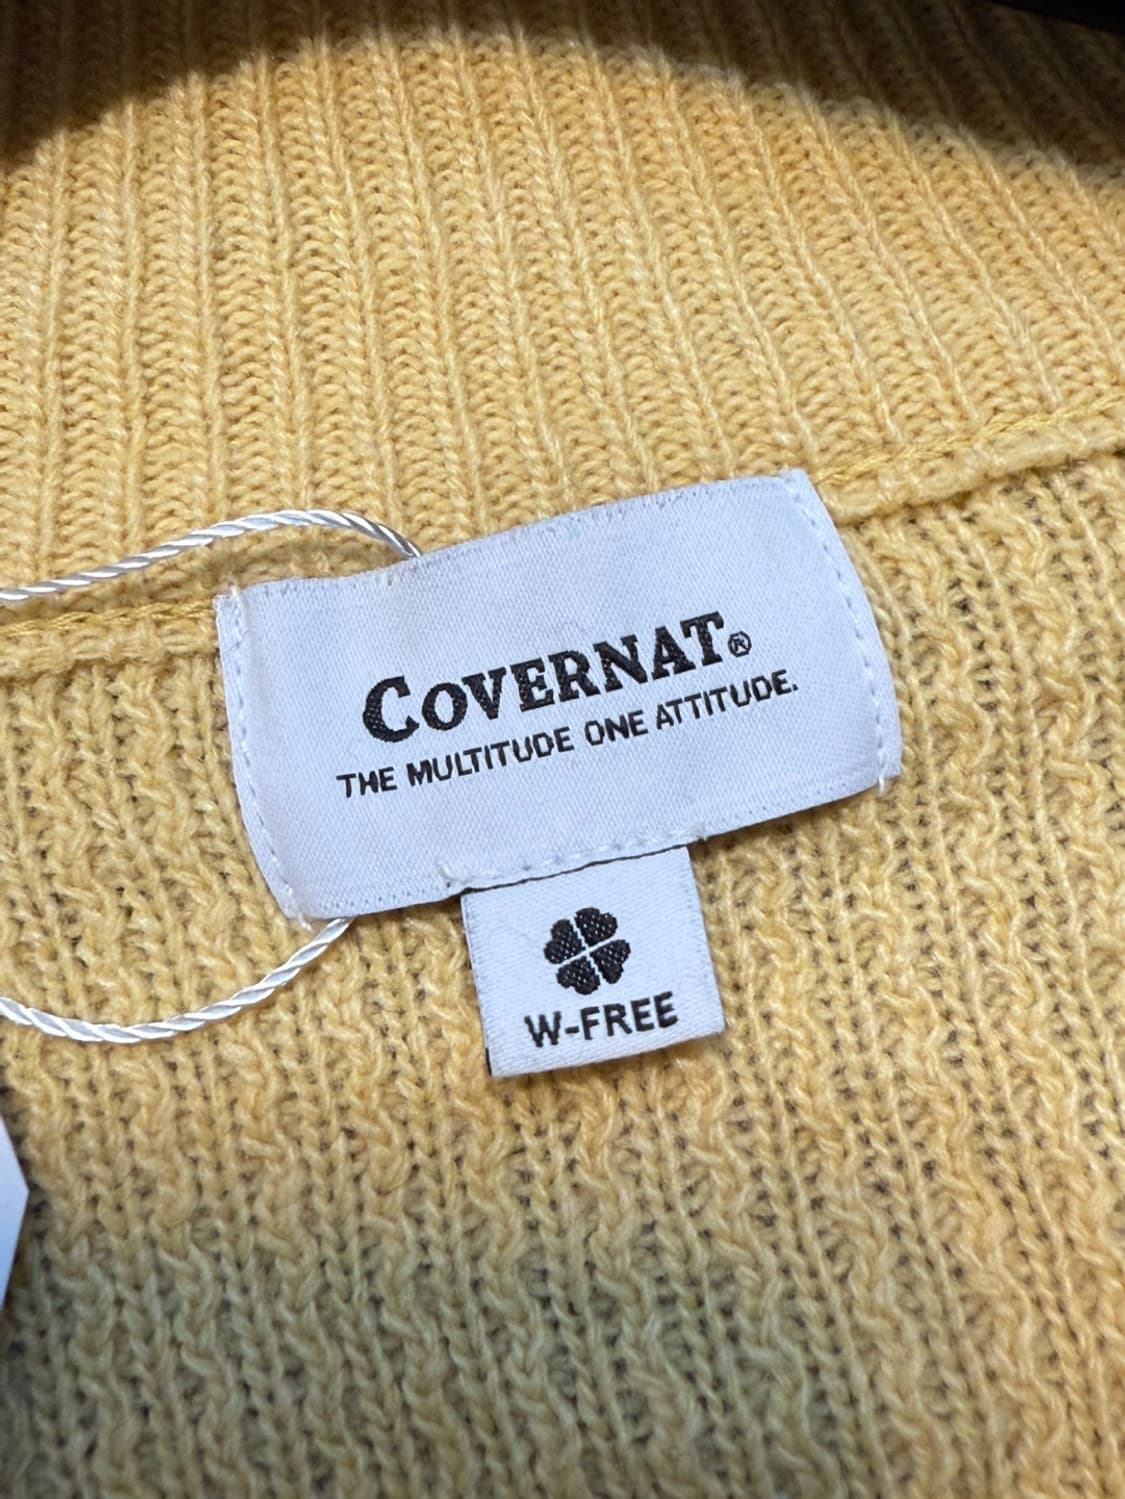 COVERNAT®
THE MULTITUDE ONE ATTITUDE.
W-FREE